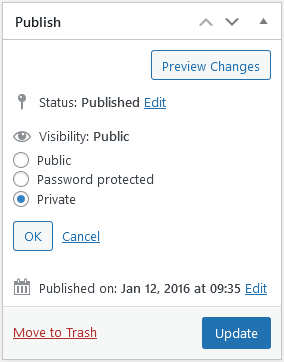 Publish
Preview Changes
Status: Published Edit
Visibility: Public
Public
Password protected
Private
OK Cancel
Published on: Jan 12, 2016 at 09:35 Edit
Move to Trash Update